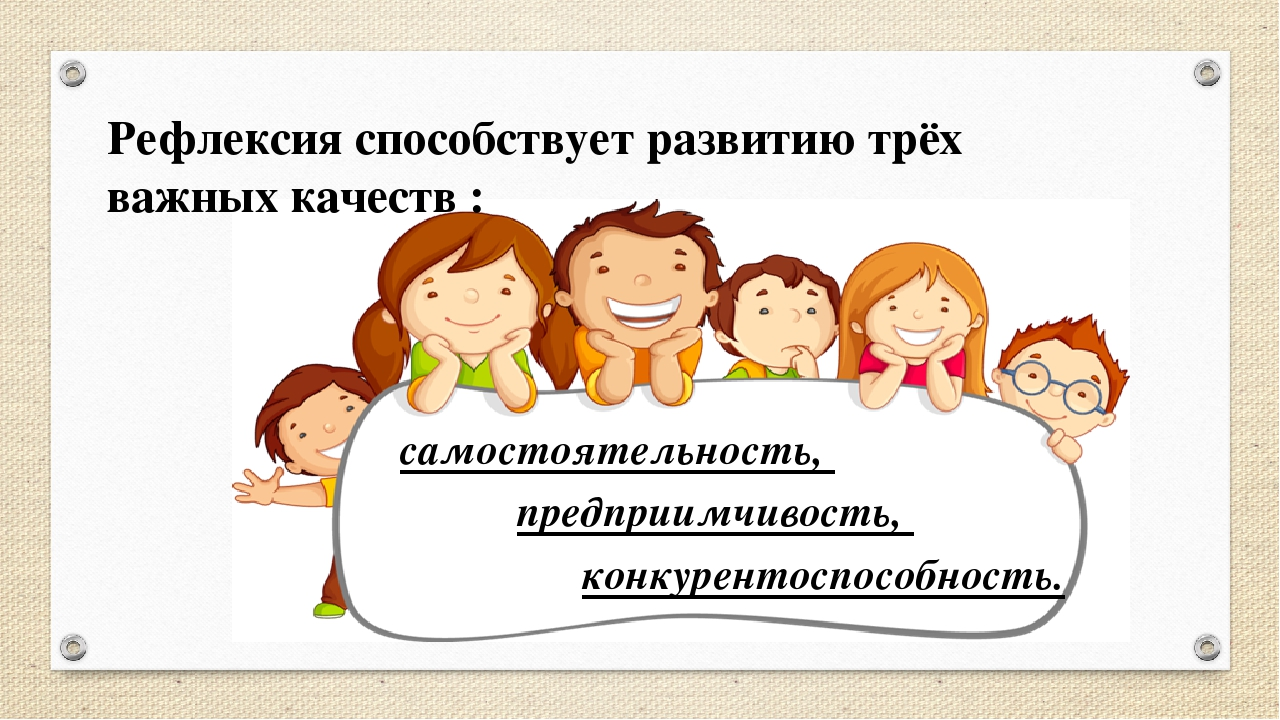 Рефлексия способствует развитию трёх
важных качеств :
самостоятельность,
предприимчивость,
конкурентоспособность.